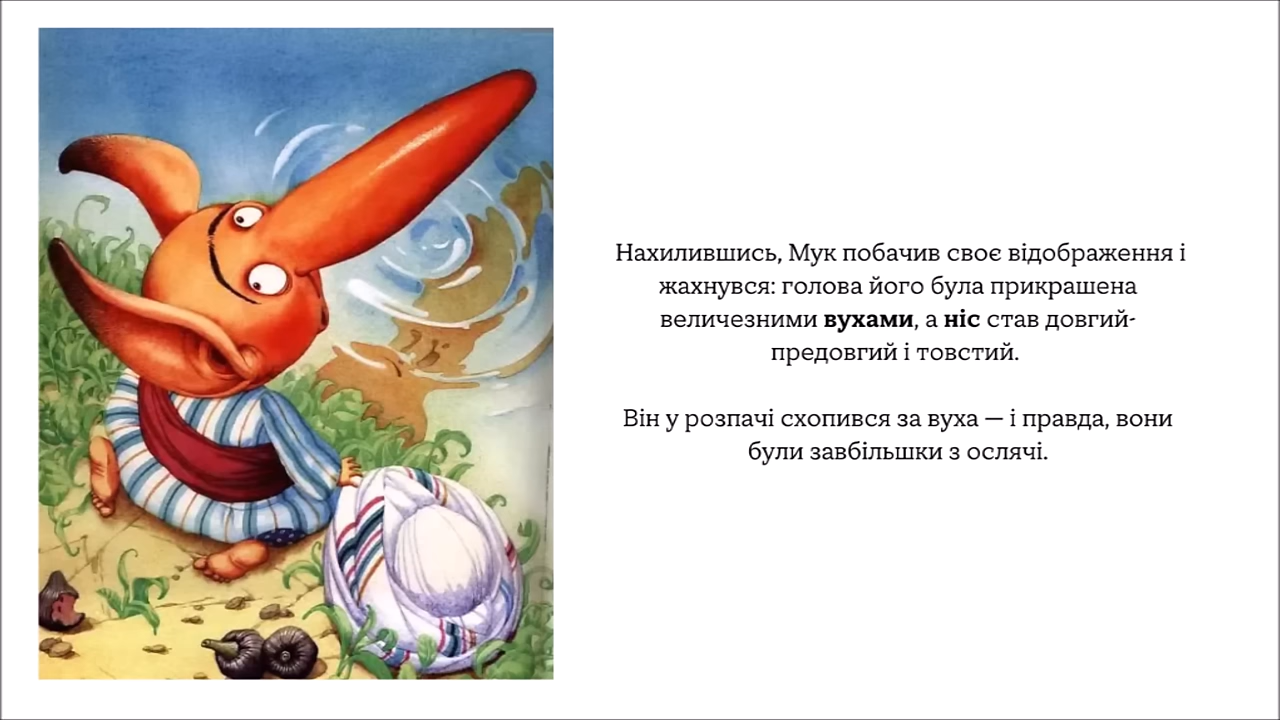 Нахилившись, Мук побачив своє відображення і
жахнувся: голова його була прикрашена
величезними вухами, а ніс став довгий-
предовгий і товстий.
Він у розпачі схопився за вуха — і правда, вони
були завбільшки з ослячі.